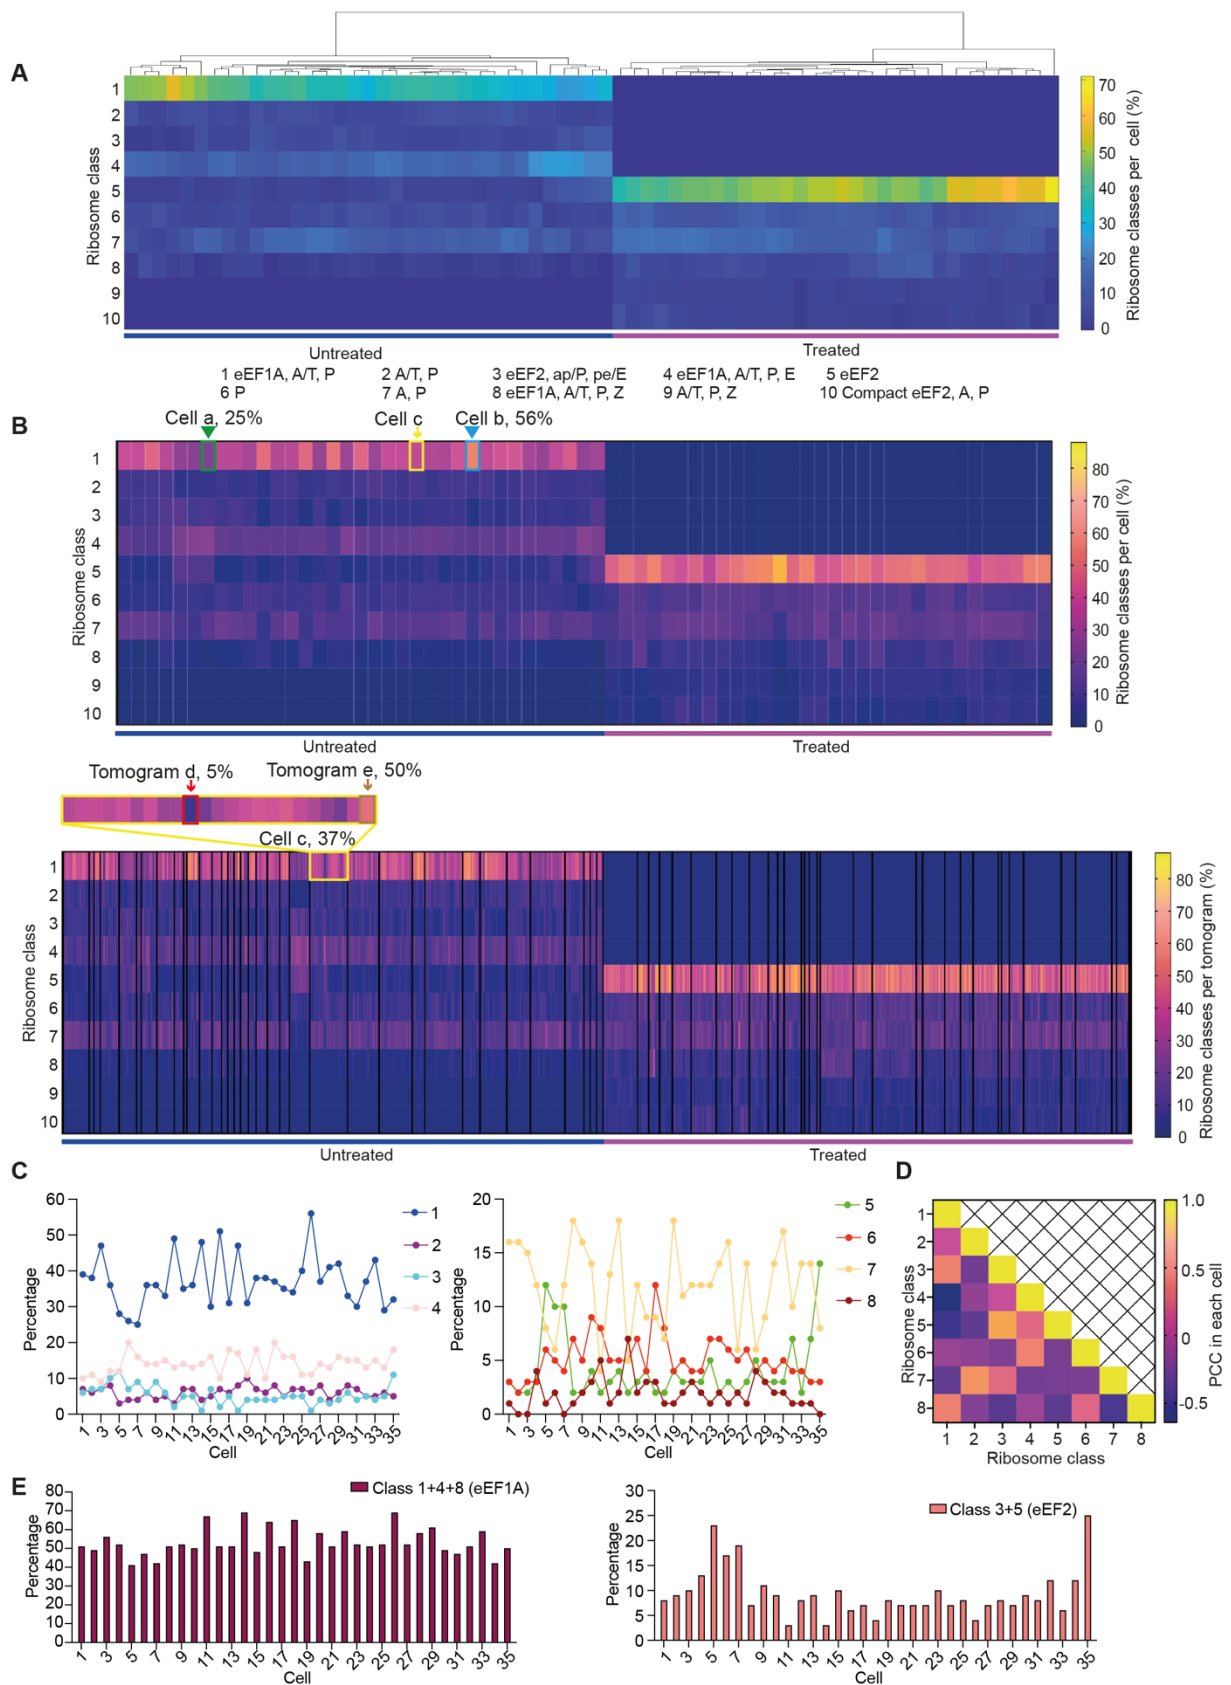 A
Ribosome class
1
2
3
4
5
6
7
8
9
10
70
60
50
40
30
20
10
0
Ribosome classes per cell (%)
Untreated
Treated
1 eEF1A, A/T, P
2 A/T, P
3 eEF2, ap/P, pe/E
4 eEF1A, A/T, P, E
5 eEF2
6 P
7 A, P
8 eEF1A, A/T, P, Z
9 A/T, P, Z
10 Compact eEF2, A, P
B
Cell a, 25%
Cell c
Cell b, 56%
Ribosome class
1
2
3
4
5
6
7
8
9
10
80
70
60
50
40
30
20
10
0
Ribosome classes per cell (%)
Untreated
Treated
Tomogram d, 5%
Tomogram e, 50%
Cell c, 37%
Ribosome class
1
2
3
4
5
6
7
8
9
10
80
70
60
50
40
30
20
10
0
Ribosome classes per tomogram (%)
Untreated
Treated
C
Percentage
60
50
40
30
20
10
0
1 3 5 7 9 11 13 15 17 19 21 23 25 27 29 31 33 35
Cell
1
2
3
4
Percentage
20
15
10
5
0
1 3 5 7 9 11 13 15 17 19 21 23 25 27 29 31 33 35
Cell
5
6
7
8
D
Ribosome class
1
2
3
4
5
6
7
8
1 2 3 4 5 6 7 8
Ribosome class
1.0
0.5
0
-0.5
PCC in each cell
E
Class 1+4+8 (eEF1A)
Percentage
80
70
60
50
40
30
20
10
0
1 3 5 7 9 11 13 15 17 19 21 23 25 27 29 31 33 35
Cell
Class 3+5 (eEF2)
Percentage
30
25
20
15
10
5
0
1 3 5 7 9 11 13 15 17 19 21 23 25 27 29 31 33 35
Cell